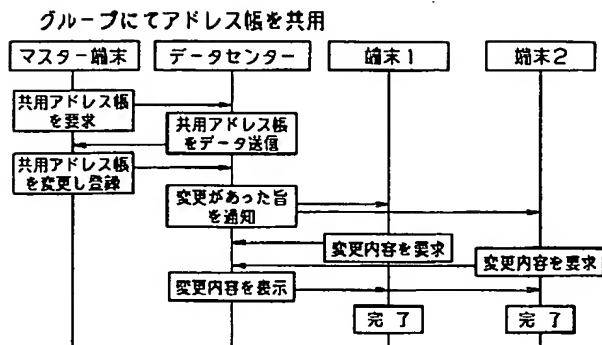 グループにてアドレス帳を共用
マスター端末
データセンター
端末1
端末2
共用アドレス帳
を要求
共用アドレス帳
をデータ送信
共用アドレス帳
を変更し登録
変更があった旨
を通知
変更内容を要求
変更内容を要求
変更内容を表示
完了
完了